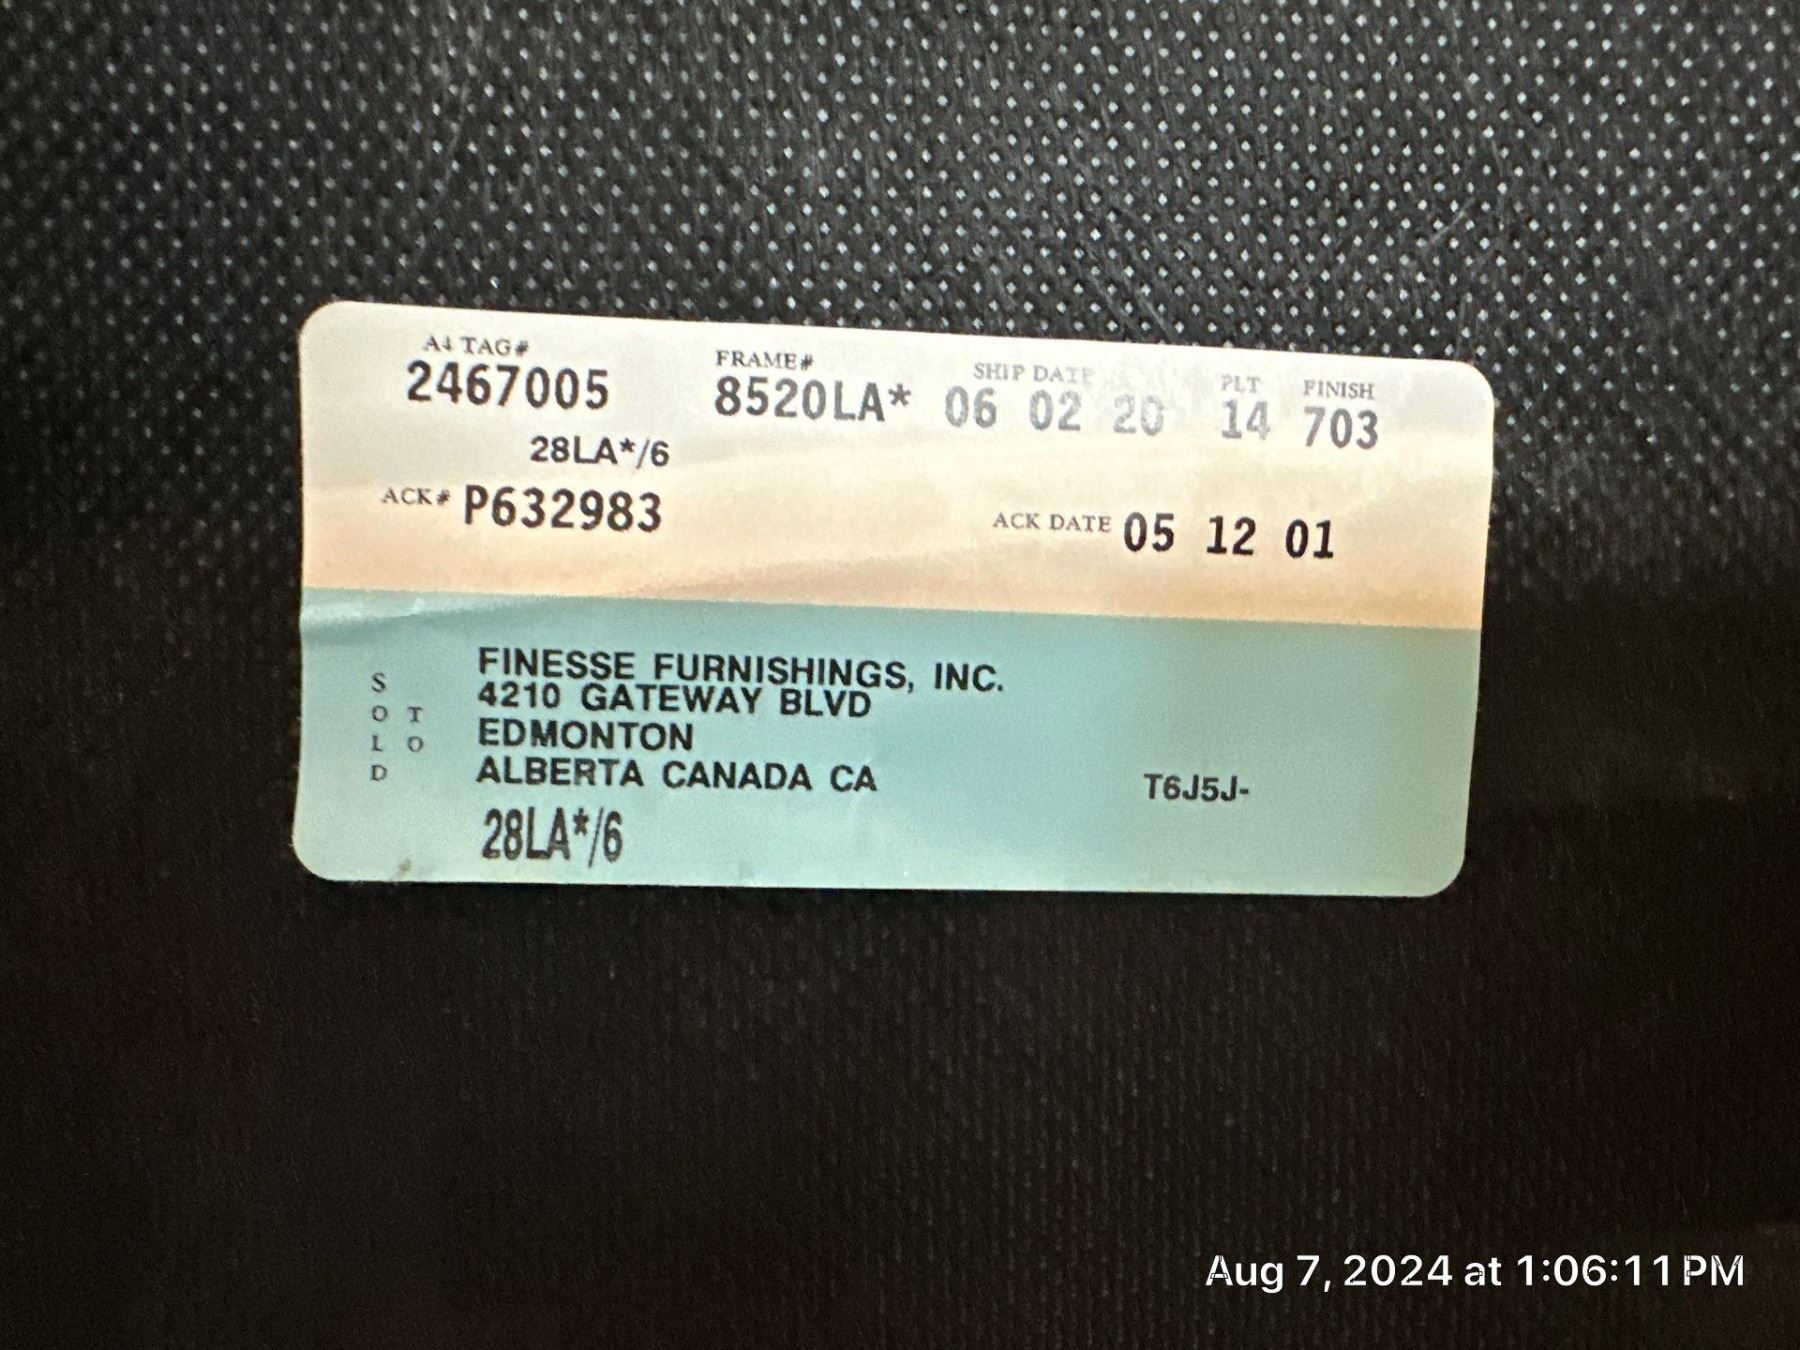 A4 TAG# FRAME# SHIP DATE PLT FINISH
2467005 8520LA* 06 02 20 14 703
28LA*/6
ACK# P632983 ACK DATE 05 12 01
SOLD TO
FINESSE FURNISHINGS, INC.
4210 GATEWAY BLVD
EDMONTON
ALBERTA CANADA CA T6J5J-
28LA*/6
Aug 7, 2024 at 1:06:11 PM